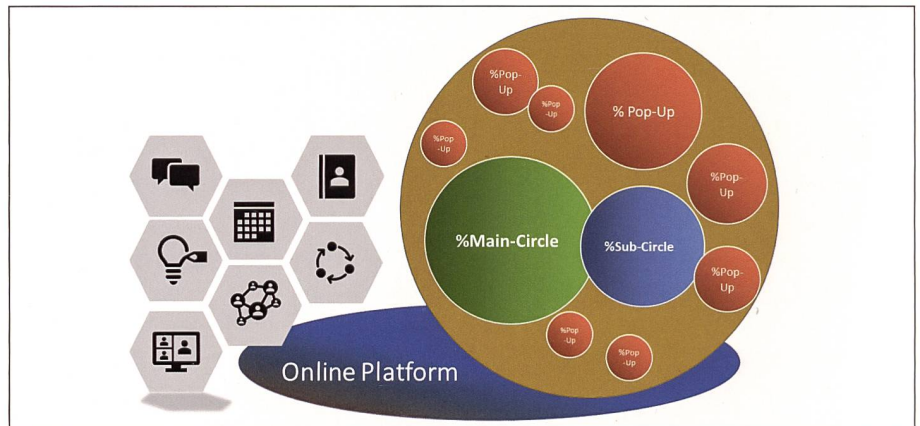 %Pop-
Up
%Pop
-Up
% Pop-Up
%Pop
-Up
%Pop-
Up
%Main-Circle
%Sub-Circle
%Pop-
Up
%Pop
-Up
%Pop
-Up
Online Platform